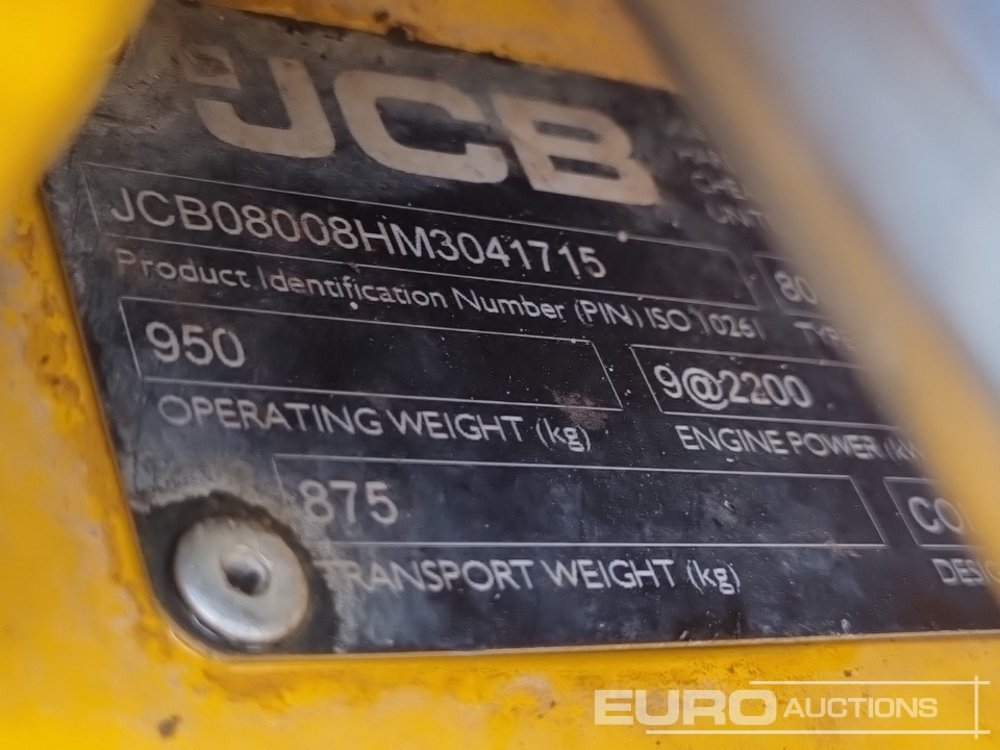 JCB
JCB08008HM3041715
Product Identification Number (PIN) ISO 10261
950
9@2200
OPERATING WEIGHT (kg)
ENGINE POWER
875
TRANSPORT WEIGHT (kg)
EURO AUCTIONS